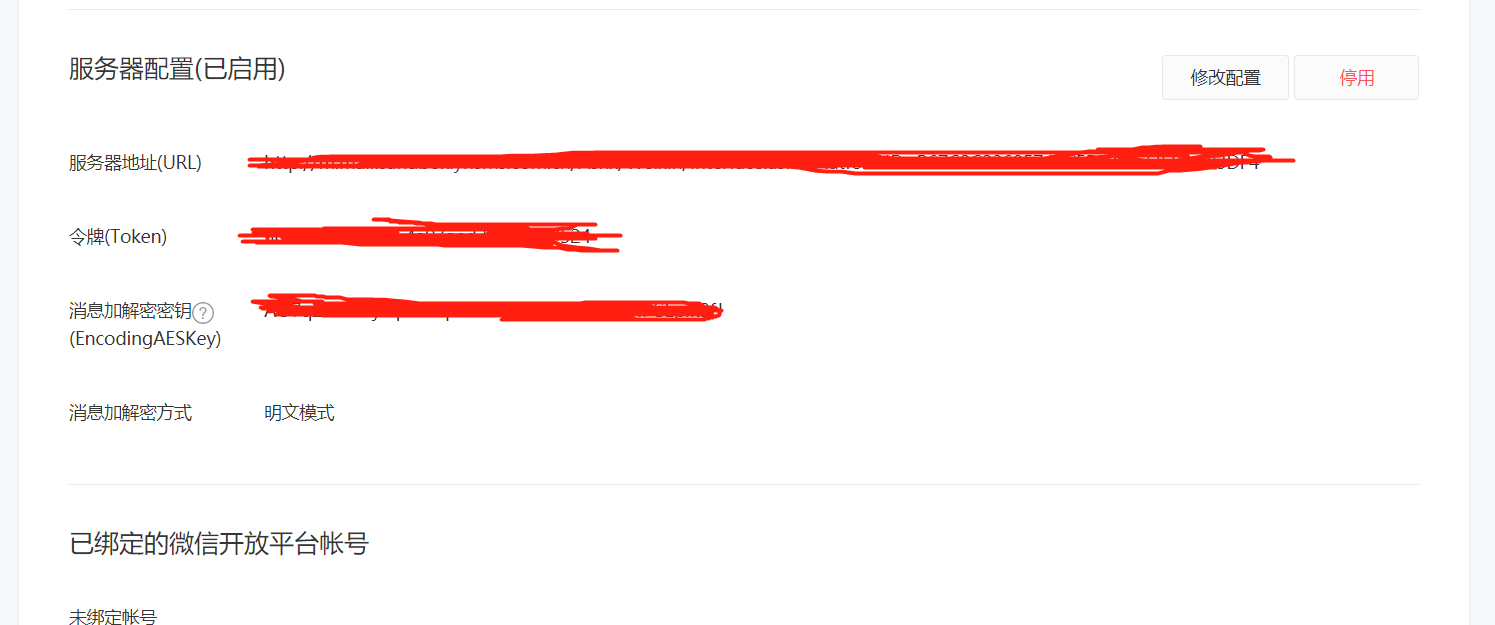 服务器配置(已启用)
修改配置
停用
服务器地址(URL)
令牌(Token)
消息加解密密钥?
(EncodingAESKey)
消息加解密方式
明文模式
已绑定的微信开放平台帐号
未绑定帐号